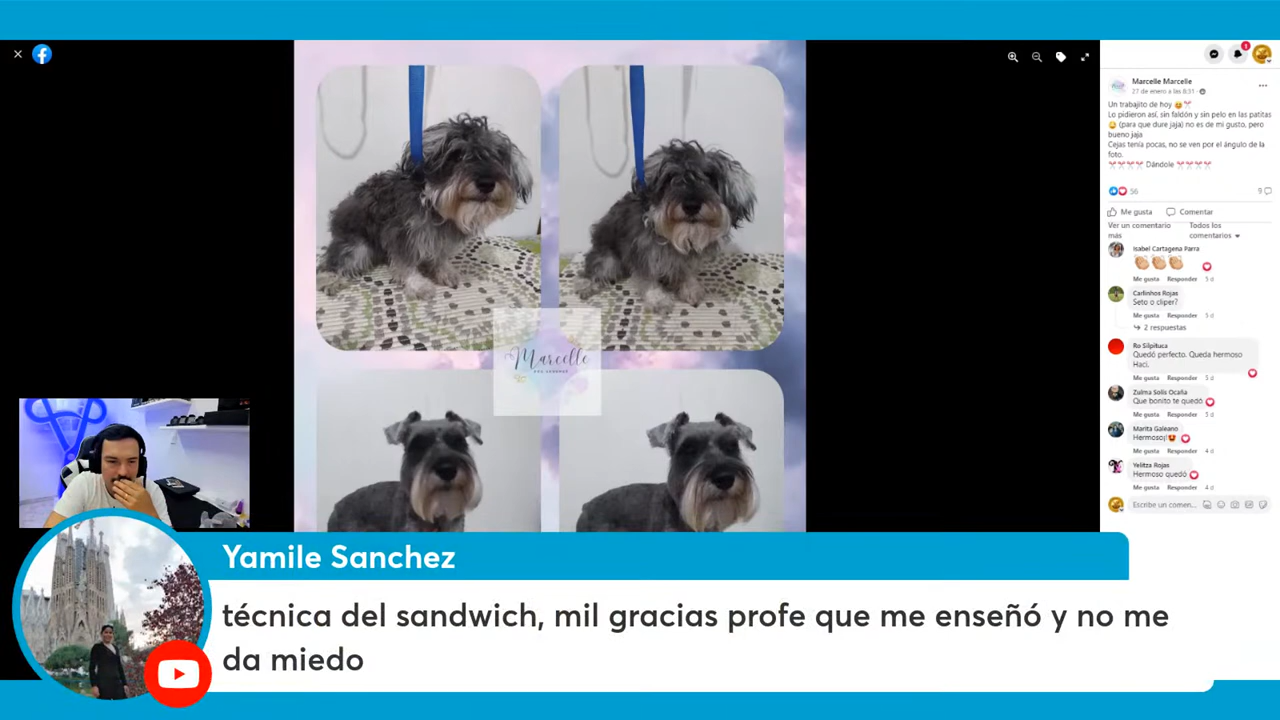 Marcelle Marcelle
27 de enero a las 8:31
Un trabajito de hoy
Lo pidieron así, sin faldón y sin pelo en las patitas
(para que dure jaja) no es de mi gusto, pero
bueno jaja
Cejas tenía pocas, no se ven por el ángulo de la
foto.
Dándole
56
9
Me gusta Comentar
Ver un comentario
más
Todos los
comentarios
Isabel Cartagena Parra
Me gusta Responder 5 d
Carlinhos Rojas
Seto o cliper?
Me gusta Responder 5 d
2 respuestas
Ro Silpituca
Quedó perfecto. Queda hermoso
Haci.
Me gusta Responder 5 d
Zulma Solis Ocaña
Que bonito te quedó
Me gusta Responder 5 d
Marita Galeano
Hermoso¡!
Me gusta Responder 4 d
Yelitza Rojas
Hermoso quedó
Me gusta Responder 4 d
Escribe un comen...
Marcelle
Yamile Sanchez
técnica del sandwich, mil gracias profe que me enseñó y no me
da miedo